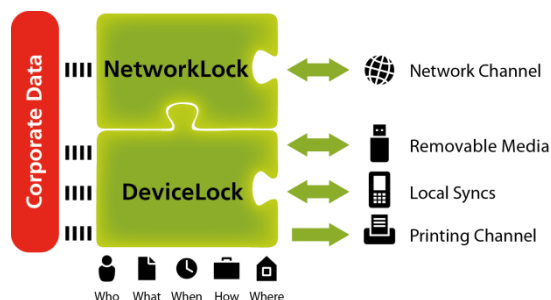 Corporate Data
NetworkLock
Network Channel
Removable Media
DeviceLock
Local Syncs
Printing Channel
Who What When How Where